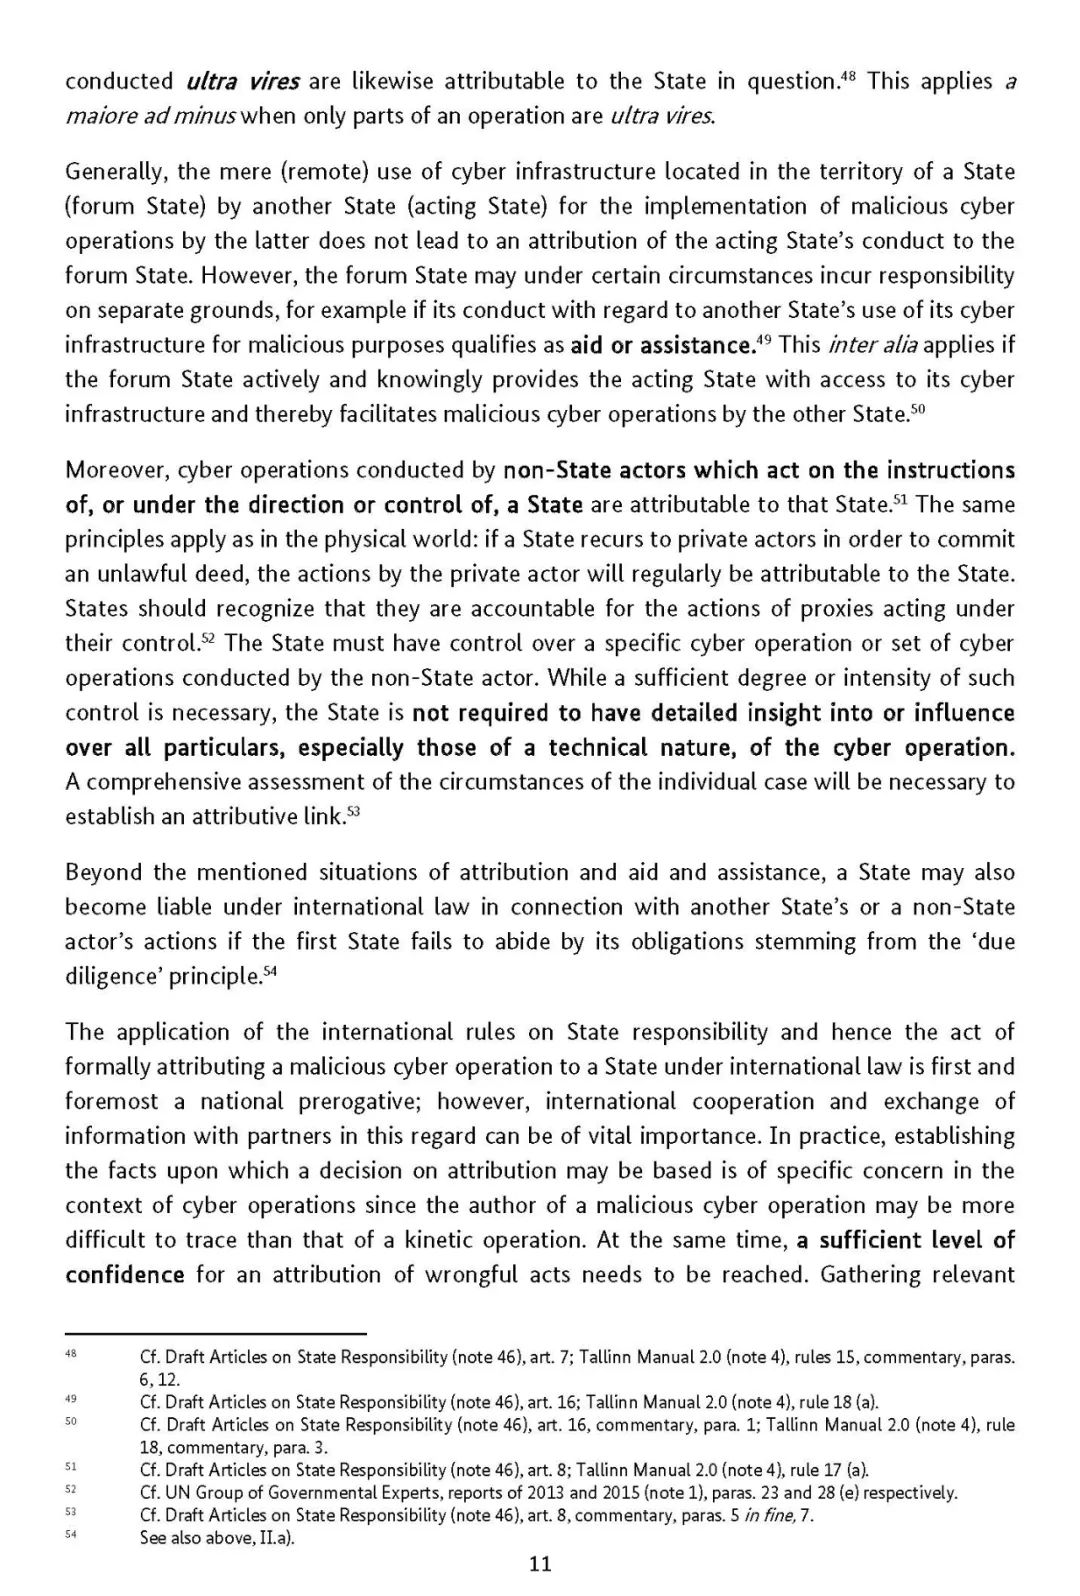 conducted ultra vires are likewise attributable to the State in question.⁴⁸ This applies a
maiore ad minus when only parts of an operation are ultra vires.
Generally, the mere (remote) use of cyber infrastructure located in the territory of a State
(forum State) by another State (acting State) for the implementation of malicious cyber
operations by the latter does not lead to an attribution of the acting State’s conduct to the
forum State. However, the forum State may under certain circumstances incur responsibility
on separate grounds, for example if its conduct with regard to another State’s use of its cyber
infrastructure for malicious purposes qualifies as aid or assistance.⁴⁹ This inter alia applies if
the forum State actively and knowingly provides the acting State with access to its cyber
infrastructure and thereby facilitates malicious cyber operations by the other State.⁵⁰
Moreover, cyber operations conducted by non-State actors which act on the instructions
of, or under the direction or control of, a State are attributable to that State.⁵¹ The same
principles apply as in the physical world: if a State recurs to private actors in order to commit
an unlawful deed, the actions by the private actor will regularly be attributable to the State.
States should recognize that they are accountable for the actions of proxies acting under
their control.⁵² The State must have control over a specific cyber operation or set of cyber
operations conducted by the non-State actor. While a sufficient degree or intensity of such
control is necessary, the State is not required to have detailed insight into or influence
over all particulars, especially those of a technical nature, of the cyber operation.
A comprehensive assessment of the circumstances of the individual case will be necessary to
establish an attributive link.⁵³
Beyond the mentioned situations of attribution and aid and assistance, a State may also
become liable under international law in connection with another State’s or a non-State
actor’s actions if the first State fails to abide by its obligations stemming from the ‘due
diligence’ principle.⁵⁴
The application of the international rules on State responsibility and hence the act of
formally attributing a malicious cyber operation to a State under international law is first and
foremost a national prerogative; however, international cooperation and exchange of
information with partners in this regard can be of vital importance. In practice, establishing
the facts upon which a decision on attribution may be based is of specific concern in the
context of cyber operations since the author of a malicious cyber operation may be more
difficult to trace than that of a kinetic operation. At the same time, a sufficient level of
confidence for an attribution of wrongful acts needs to be reached. Gathering relevant
48 Cf. Draft Articles on State Responsibility (note 46), art. 7; Tallinn Manual 2.0 (note 4), rules 15, commentary, paras.
6, 12.
49 Cf. Draft Articles on State Responsibility (note 46), art. 16; Tallinn Manual 2.0 (note 4), rule 18 (a).
50 Cf. Draft Articles on State Responsibility (note 46), art. 16, commentary, para. 1; Tallinn Manual 2.0 (note 4), rule
18, commentary, para. 3.
51 Cf. Draft Articles on State Responsibility (note 46), art. 8; Tallinn Manual 2.0 (note 4), rule 17 (a).
52 Cf. UN Group of Governmental Experts, reports of 2013 and 2015 (note 1), paras. 23 and 28 (e) respectively.
53 Cf. Draft Articles on State Responsibility (note 46), art. 8, commentary, paras. 5 in fine, 7.
54 See also above, II.a).
11